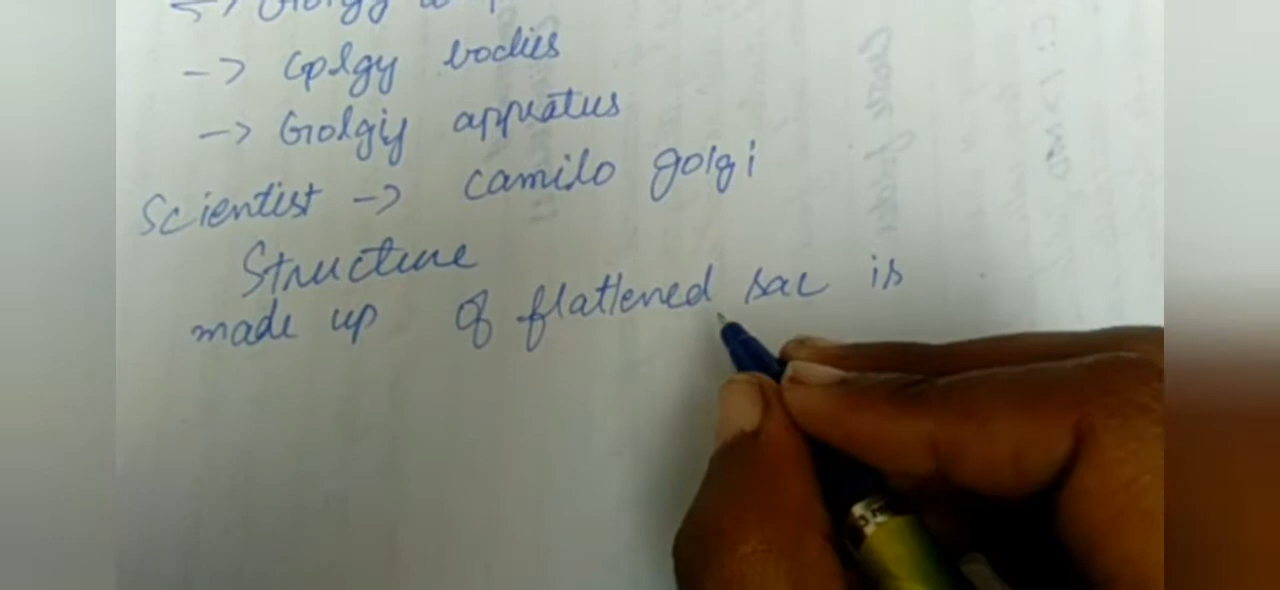 -> Golgy bodies
-> Golgiy appratus
Scientist -> Camilo golgi
Structure
made up of flattened sac is